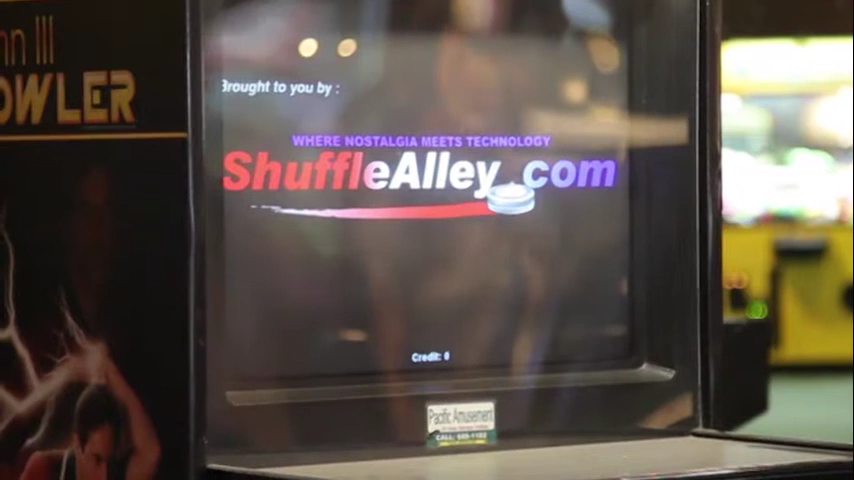 nn III
OWLER
Brought to you by :
WHERE NOSTALGIA MEETS TECHNOLOGY
ShuffleAlley.com
Credit: 0
Pacific Amusement